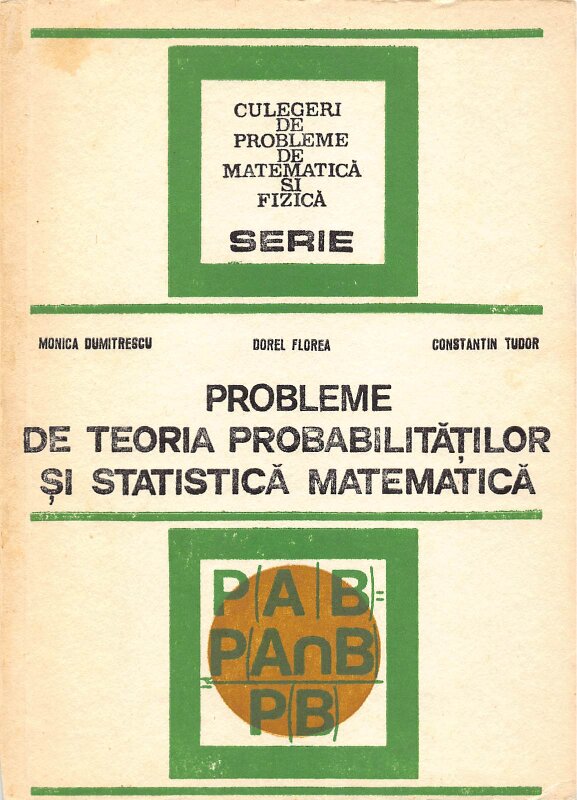 CULEGERI
DE
PROBLEME
DE
MATEMATICĂ
SI
FIZICĂ
SERIE
MONICA DUMITRESCU DOREL FLOREA CONSTANTIN TUDOR
PROBLEME
DE TEORIA PROBABILITĂȚILOR
ȘI STATISTICĂ MATEMATICĂ
P(A|B)=
=P(A∩B)
P(B)